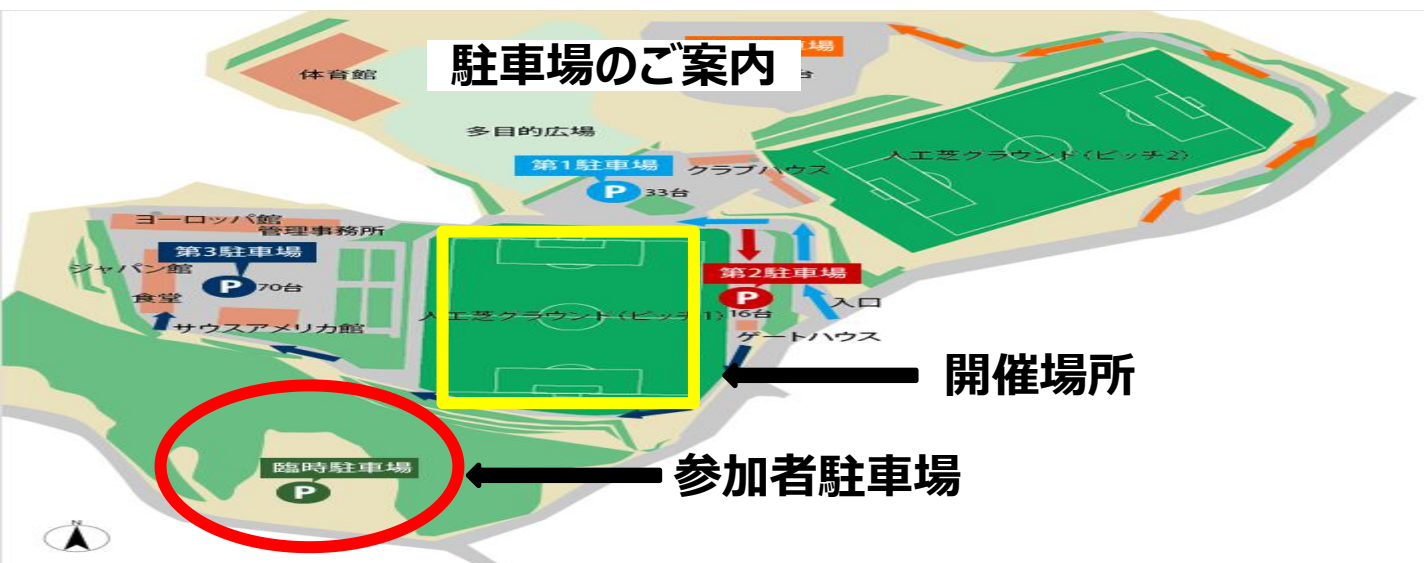 駐車場のご案内
場
体育館
多目的広場
人工芝グラウンド(ピッチ2)
第1駐車場
クラブハウス
P 33台
ヨーロッパ館
管理事務所
第3駐車場
ジャパン館
P 70台
食堂
サウスアメリカ館
人工芝グラウンド(ピッチ1)
第2駐車場
P
16台
入口
ゲートハウス
開催場所
参加者駐車場
臨時駐車場
P
N